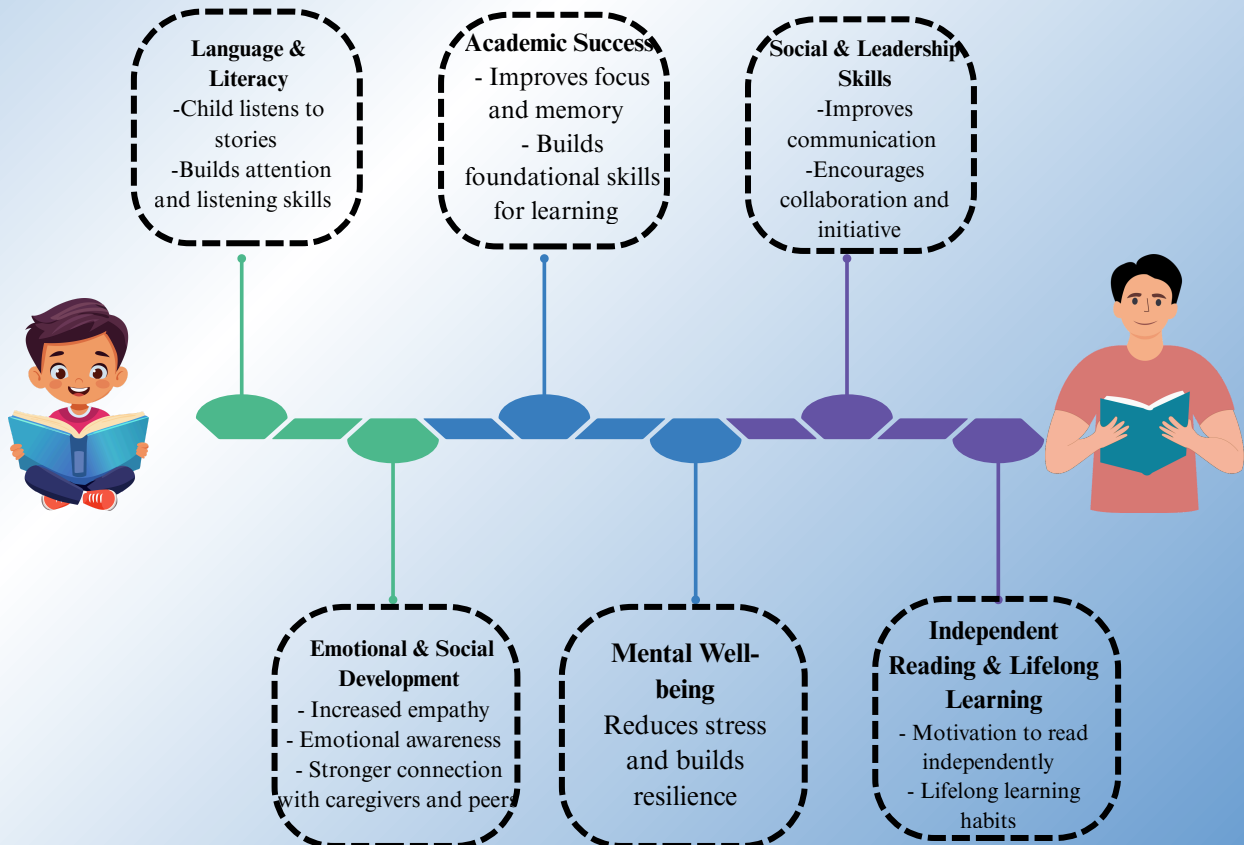 Language &
Literacy
-Child listens to
stories
-Builds attention
and listening skills
Academic Success
- Improves focus
and memory
- Builds
foundational skills
for learning
Social & Leadership
Skills
-Improves
communication
-Encourages
collaboration and
initiative
Emotional & Social
Development
- Increased empathy
- Emotional awareness
- Stronger connection
with caregivers and peers
Mental Well-
being
Reduces stress
and builds
resilience
Independent
Reading & Lifelong
Learning
- Motivation to read
independently
- Lifelong learning
habits